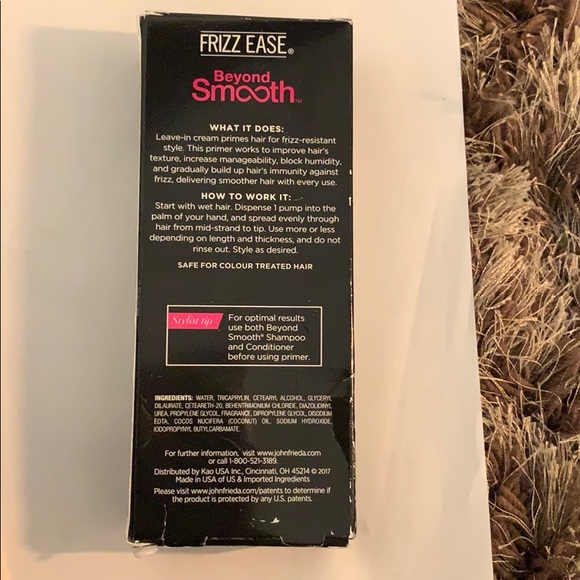 FRIZZ EASE®
Beyond
Smooth™
WHAT IT DOES:
Leave-in cream primes hair for frizz-resistant
style. This primer works to improve hair's
texture, increase manageability, block humidity,
and gradually build up hair's immunity against
frizz, delivering smoother hair with every use.
HOW TO WORK IT:
Start with wet hair. Dispense 1 pump into the
palm of your hand, and spread evenly through
hair from mid-strand to tip. Use more or less
depending on length and thickness, and do not
rinse out. Style as desired.
SAFE FOR COLOUR TREATED HAIR
Stylist tip
For optimal results
use both Beyond
Smooth® Shampoo
and Conditioner
before using primer.
INGREDIENTS: WATER, TRICAPRYLIN, CETEARYL ALCOHOL, GLYCERYL
DILAURATE, CETEARETH-20, BEHENTRIMONIUM CHLORIDE, DIAZOLIDINYL
UREA, PROPYLENE GLYCOL, FRAGRANCE, DIPROPYLENE GLYCOL, DISODIUM
EDTA, COCOS NUCIFERA (COCONUT) OIL, SODIUM HYDROXIDE,
IODOPROPYNYL BUTYLCARBAMATE.
For further information, visit www.johnfrieda.com
or call 1-800-521-3189.
Distributed by Kao USA Inc., Cincinnati, OH 45214 © 2017
Made in USA of US & Imported Ingredients
Please visit www.johnfrieda.com/patents to determine if
the product is protected by any U.S. patents.